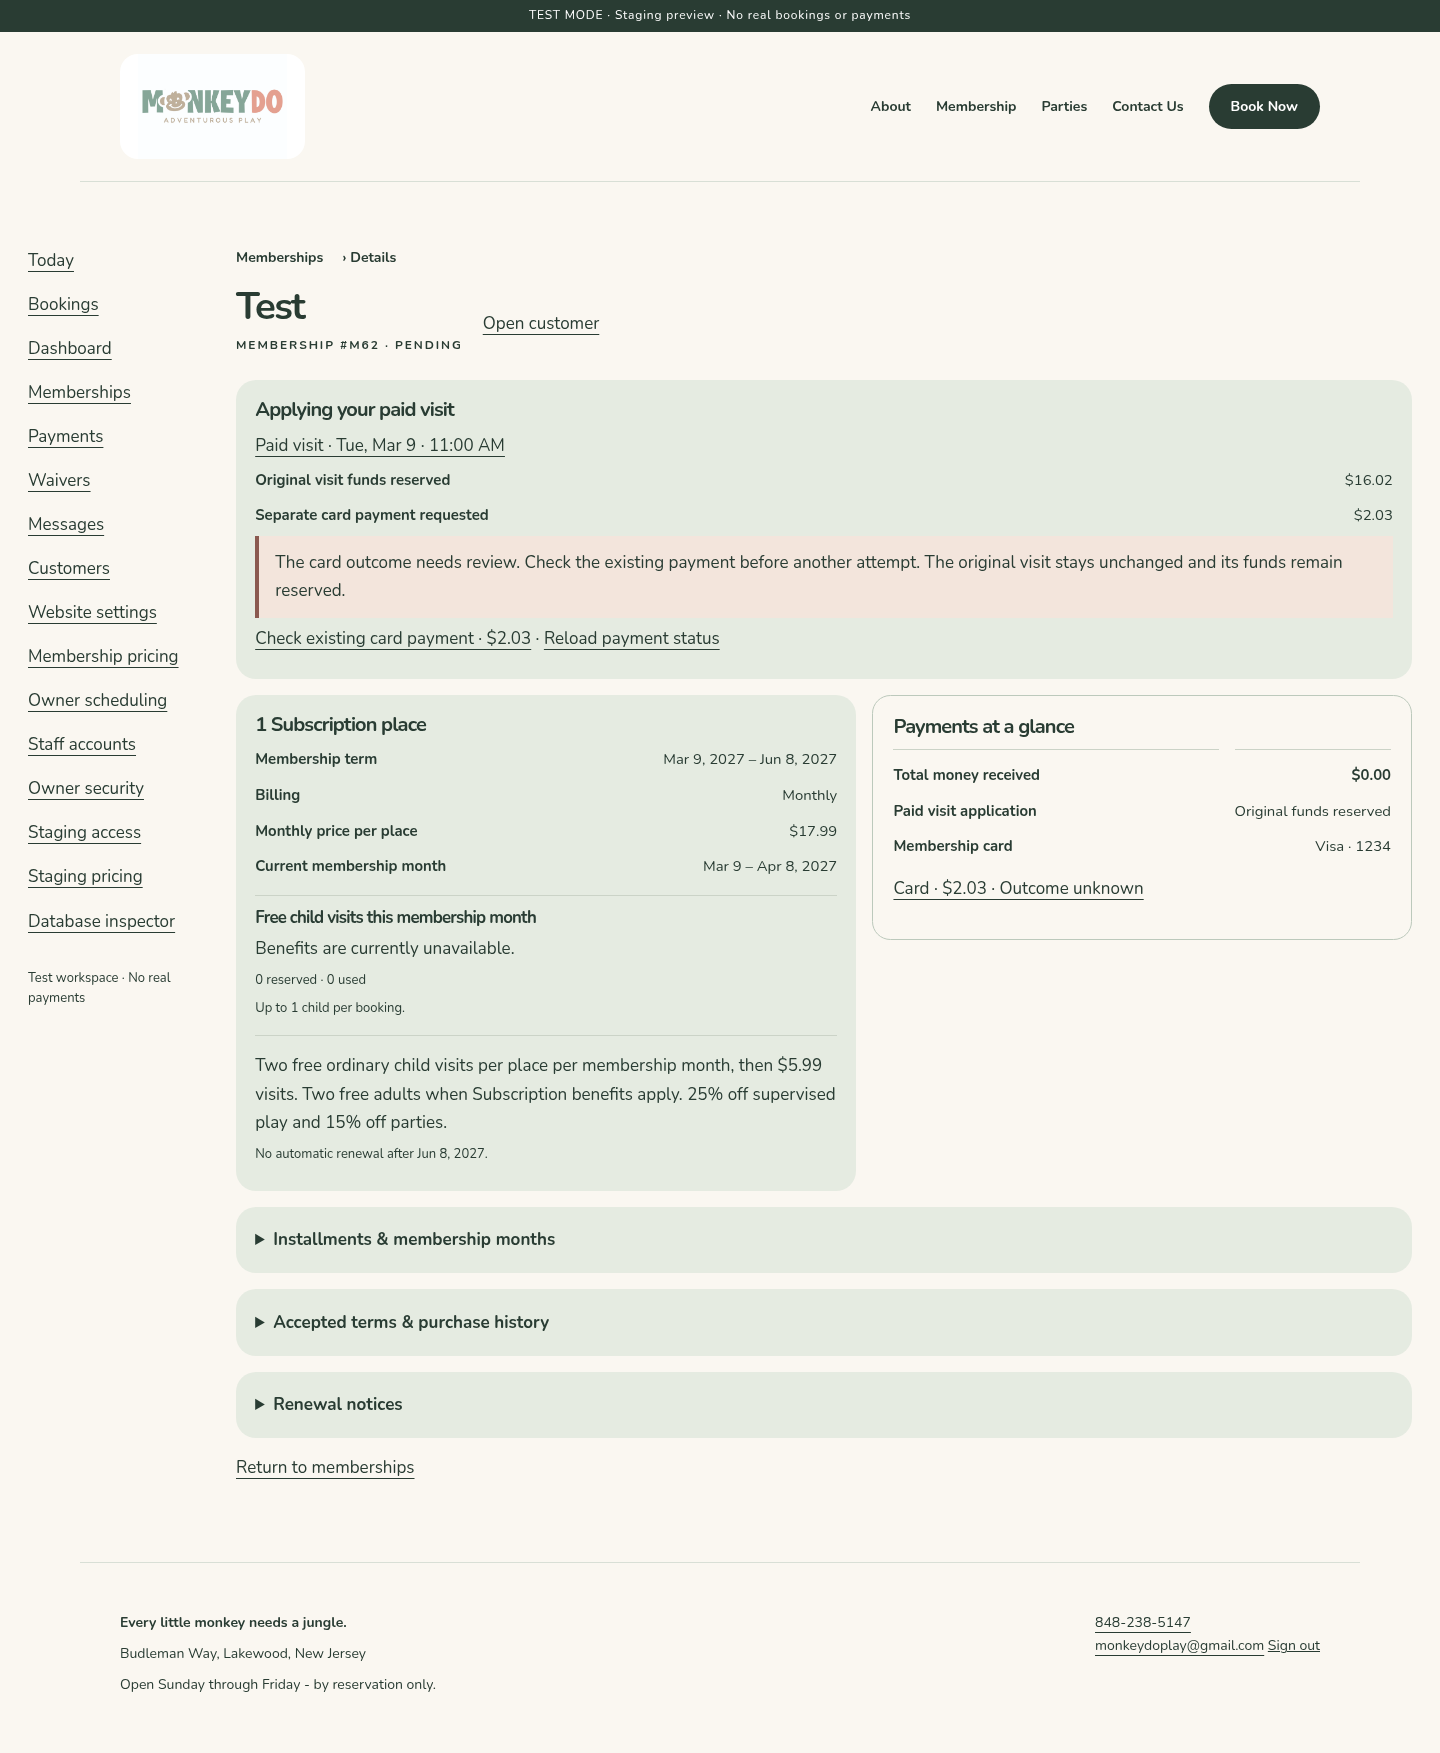 TEST MODE · Staging preview · No real bookings or payments
MONKEYDO
ADVENTUROUS PLAY
About Membership Parties Contact Us Book Now
Today
Bookings
Dashboard
Memberships
Payments
Waivers
Messages
Customers
Website settings
Membership pricing
Owner scheduling
Staff accounts
Owner security
Staging access
Staging pricing
Database inspector
Test workspace · No real
payments
Memberships › Details
Test
MEMBERSHIP #M62 · PENDING
Open customer
Applying your paid visit
Paid visit · Tue, Mar 9 · 11:00 AM
Original visit funds reserved $16.02
Separate card payment requested $2.03
The card outcome needs review. Check the existing payment before another attempt. The original visit stays unchanged and its funds remain
reserved.
Check existing card payment · $2.03 · Reload payment status
1 Subscription place
Membership term Mar 9, 2027 – Jun 8, 2027
Billing Monthly
Monthly price per place $17.99
Current membership month Mar 9 – Apr 8, 2027
Free child visits this membership month
Benefits are currently unavailable.
0 reserved · 0 used
Up to 1 child per booking.
Two free ordinary child visits per place per membership month, then $5.99
visits. Two free adults when Subscription benefits apply. 25% off supervised
play and 15% off parties.
No automatic renewal after Jun 8, 2027.
Payments at a glance
Total money received $0.00
Paid visit application Original funds reserved
Membership card Visa · 1234
Card · $2.03 · Outcome unknown
Installments & membership months
Accepted terms & purchase history
Renewal notices
Return to memberships
Every little monkey needs a jungle.
Budleman Way, Lakewood, New Jersey
Open Sunday through Friday - by reservation only.
848-238-5147
monkeydoplay@gmail.com Sign out